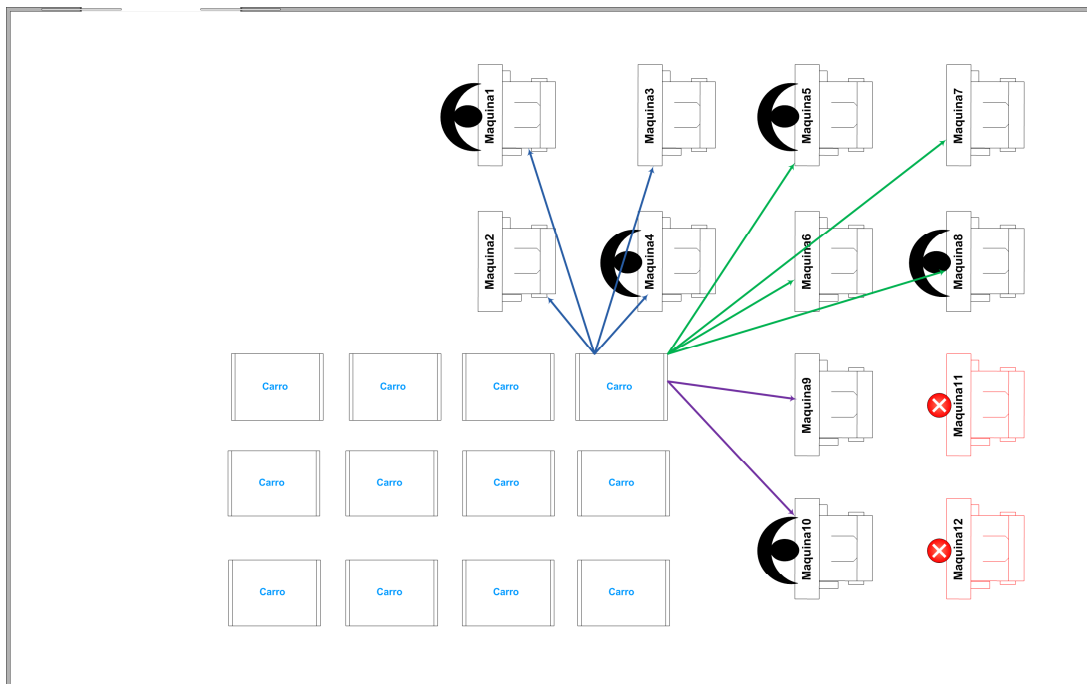 Maquina1
Maquina3
Maquina5
Maquina7
Maquina2
Maquina4
Maquina6
Maquina8
Carro
Carro
Carro
Carro
Maquina9
Maquina11
Carro
Carro
Carro
Carro
Maquina10
Maquina12
Carro
Carro
Carro
Carro